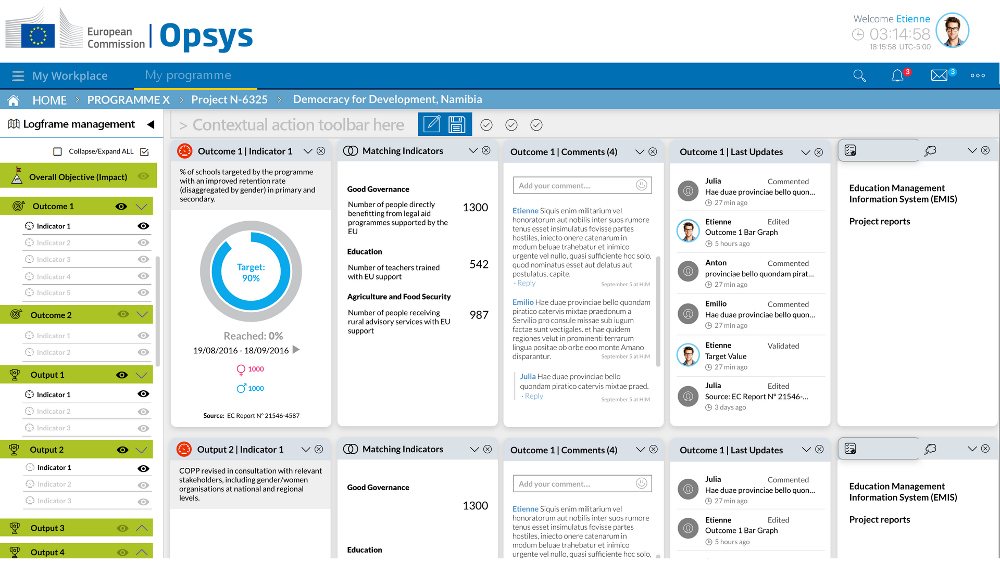 European
Commission
Opsys
Welcome Etienne
03:14:58
18:15:58 UTC-5:00
My Workplace
My programme
3
3
HOME > PROGRAMME X > Project N-6325 > Democracy for Development, Namibia
Logframe management
> Contextual action toolbar here
Collapse/Expand ALL
Overall Objective (Impact)
Outcome 1
Indicator 1
Indicator 2
Indicator 3
Indicator 4
Indicator 5
Outcome 2
Indicator 1
Indicator 2
Output 1
Indicator 1
Indicator 2
Indicator 3
Output 2
Indicator 1
Indicator 2
Indicator 3
Output 3
Output 4
Outcome 1 | Indicator 1
% of schools targeted by the programme
with an improved retention rate
(disaggregated by gender) in primary and
secondary.
Target:
90%
Reached: 0%
19/08/2016 - 18/09/2016
1000
1000
Source: EC Report Nº 21546-4587
Matching Indicators
Good Governance
Number of people directly
benefitting from legal aid
programmes supported by the
EU
1300
Education
Number of teachers trained
with EU support
542
Agriculture and Food Security
Number of people receiving
rural advisory services with EU
support
987
Outcome 1 | Comments (4)
Add your comment....
Etienne Siquis enim militarium vel
honoratorum aut nobilis inter suos rumore
tenus esset insimulatus fovisse partes
hostiles, iniecto onere catenarum in
modum beluae trahebatur et inimico
urgente vel nullo, quasi sufficiente hoc solo,
quod nominatus esset aut delatus aut
postulatus, capite.
· Reply
September 5 at H:M
Emilio Hae duae provinciae bello quondam
piratico catervis mixtae praedonum a
Servilio pro consule missae sub iugum
factae sunt vectigales. et hae quidem
regiones velut in prominenti terrarum
lingua positae ob orbe eoo monte Amano
disparantur.
September 5 at H:M
Julia Hae duae provinciae bello
quondam piratico catervis mixtae praed.
· Reply
September 5 at H:M
Outcome 1 | Last Updates
Julia Commented
Hae duae provinciae bello quon...
27 min ago
Etienne Edited
Outcome 1 Bar Graph
5 hours ago
Anton Commented
provinciae bello quondam pirat...
27 min ago
Emilio Commented
Hae duae provinciae bello quon...
27 min ago
Etienne Validated
Target Value
27 min ago
Julia Edited
Source: EC Report Nº 21546-...
3 days ago
Education Management
Information System (EMIS)
Project reports
Output 2 | Indicator 1
COPP revised in consultation with relevant
stakeholders, including gender/women
organisations at national and regional
levels.
Matching Indicators
Good Governance
1300
Education
Outcome 1 | Comments (4)
Add your comment....
Etienne Siquis enim militarium vel
honoratorum aut nobilis inter suos rumore
tenus esset insimulatus fovisse partes
hostiles, iniecto onere catenarum in
modum beluae trahebatur et inimico
urgente vel nullo, quasi sufficiente hoc solo,
Outcome 1 | Last Updates
Julia Commented
Hae duae provinciae bello quon...
27 min ago
Etienne Edited
Outcome 1 Bar Graph
5 hours ago
Education Management
Information System (EMIS)
Project reports